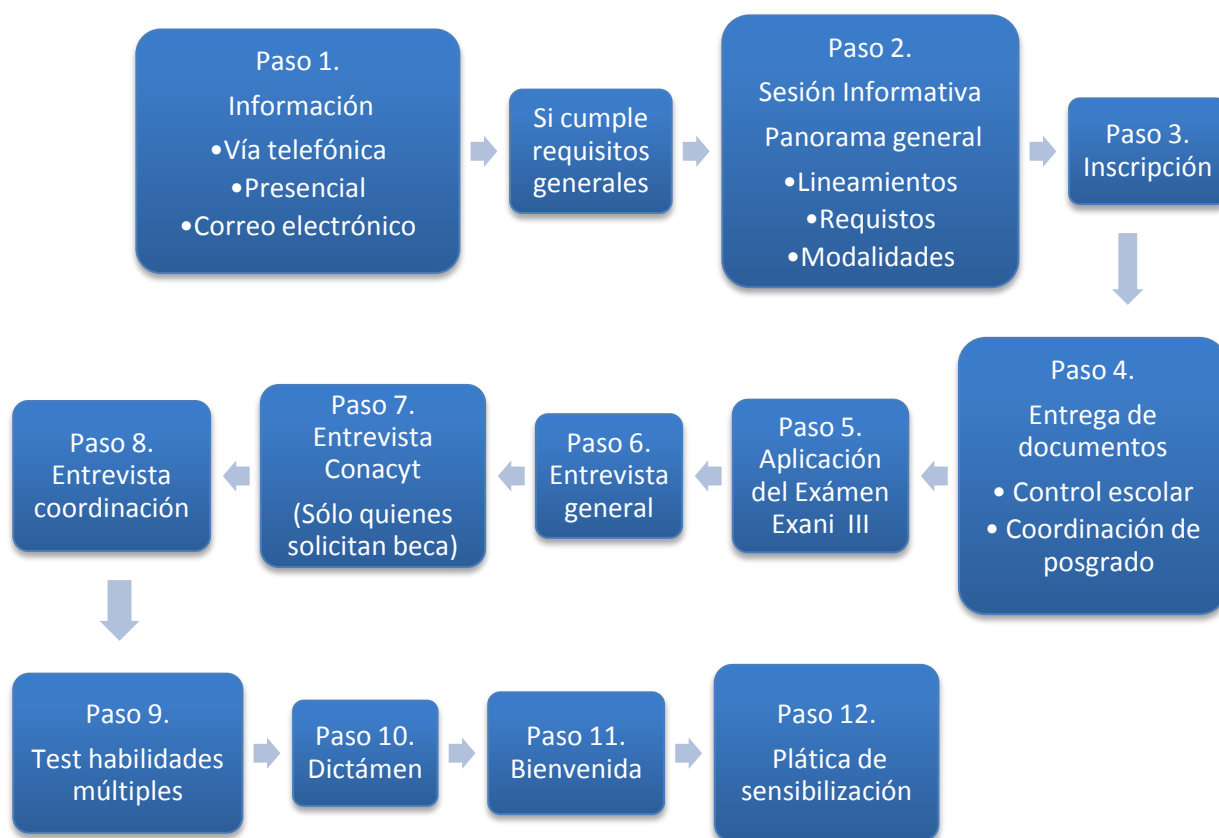 Paso 1.
Información
•Vía telefónica
•Presencial
•Correo electrónico
Si cumple
requisitos
generales
Paso 2.
Sesión Informativa
Panorama general
•Lineamientos
•Requistos
•Modalidades
Paso 3.
Inscripción
Paso 4.
Entrega de
documentos
• Control escolar
• Coordinación de
posgrado
Paso 5.
Aplicación
del Exámen
Exani III
Paso 6.
Entrevista
general
Paso 7.
Entrevista
Conacyt
(Sólo quienes
solicitan beca)
Paso 8.
Entrevista
coordinación
Paso 9.
Test habilidades
múltiples
Paso 10.
Dictámen
Paso 11.
Bienvenida
Paso 12.
Plática de
sensibilización